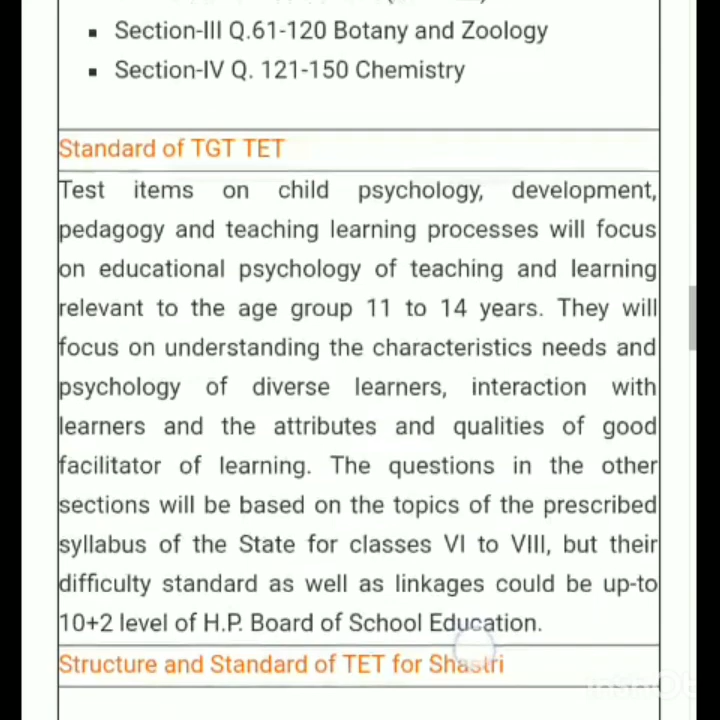 Section-III Q.61-120 Botany and Zoology
Section-IV Q. 121-150 Chemistry
Standard of TGT TET
Test items on child psychology, development,
pedagogy and teaching learning processes will focus
on educational psychology of teaching and learning
relevant to the age group 11 to 14 years. They will
focus on understanding the characteristics needs and
psychology of diverse learners, interaction with
learners and the attributes and qualities of good
facilitator of learning. The questions in the other
sections will be based on the topics of the prescribed
syllabus of the State for classes VI to VIII, but their
difficulty standard as well as linkages could be up-to
10+2 level of H.P. Board of School Education.
Structure and Standard of TET for Shastri